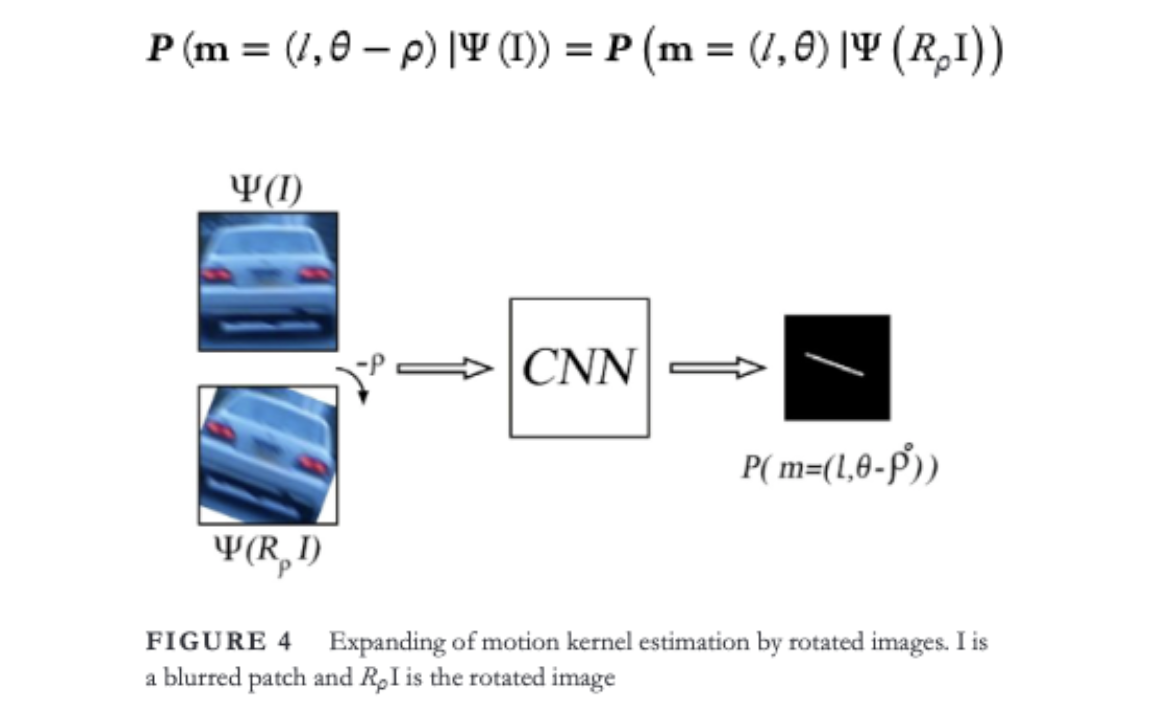 P(m = (l, θ − ρ) |Ψ (I)) = P(m = (l, θ) |Ψ (RρI))
Ψ(I)
-ρ
CNN
P( m=(l,θ-ρ°))
Ψ(Rρ I)
FIGURE 4 Expanding of motion kernel estimation by rotated images. I is
a blurred patch and RρI is the rotated image